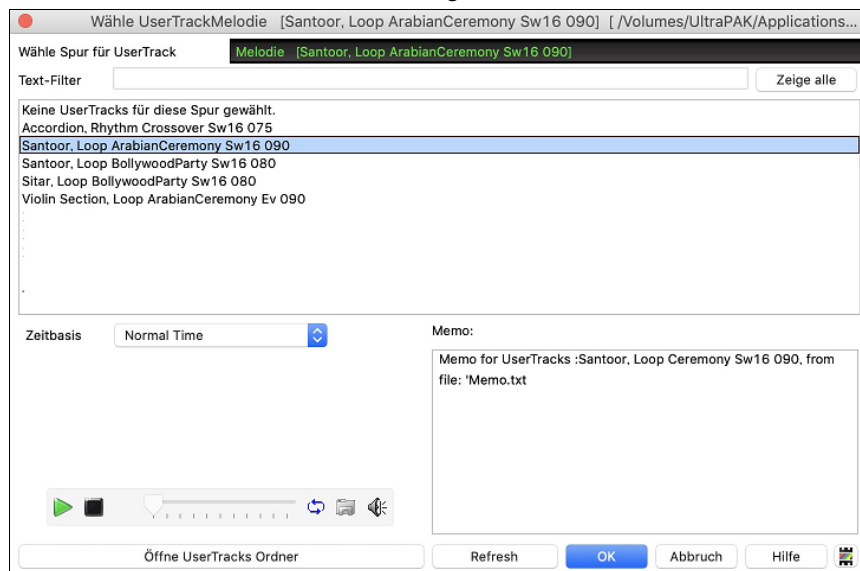 Wähle UserTrackMelodie [Santoor, Loop ArabianCeremony Sw16 090] [ /Volumes/UltraPAK/Applications...
Wähle Spur für UserTrack Melodie [Santoor, Loop ArabianCeremony Sw16 090]
Text-Filter Zeige alle
Keine UserTracks für diese Spur gewählt.
Accordion, Rhythm Crossover Sw16 075
Santoor, Loop ArabianCeremony Sw16 090
Santoor, Loop BollywoodParty Sw16 080
Sitar, Loop BollywoodParty Sw16 080
Violin Section, Loop ArabianCeremony Ev 090
Zeitbasis Normal Time Memo:
Memo for UserTracks :Santoor, Loop Ceremony Sw16 090, from
file: 'Memo.txt
Öffne UserTracks Ordner Refresh OK Abbruch Hilfe